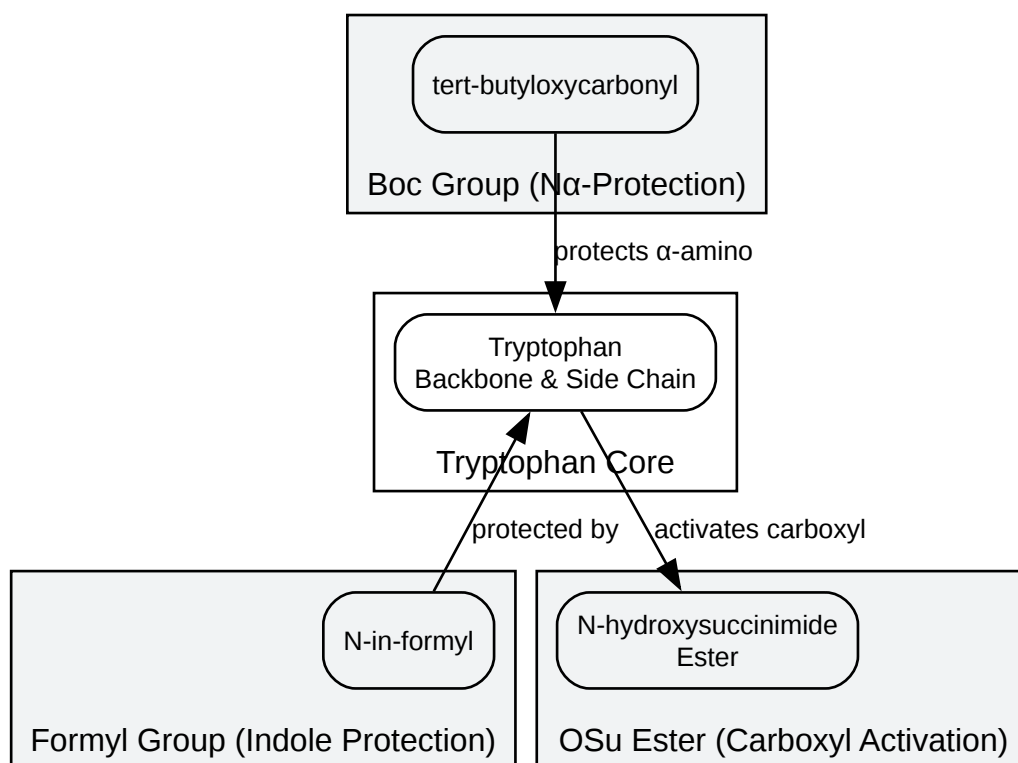 tert-butyloxycarbonyl
Boc Group (Nα-Protection)
protects α-amino
Tryptophan
Backbone & Side Chain
Tryptophan Core
protected by
activates carboxyl
N-in-formyl
N-hydroxysuccinimide
Ester
Formyl Group (Indole Protection)
OSu Ester (Carboxyl Activation)